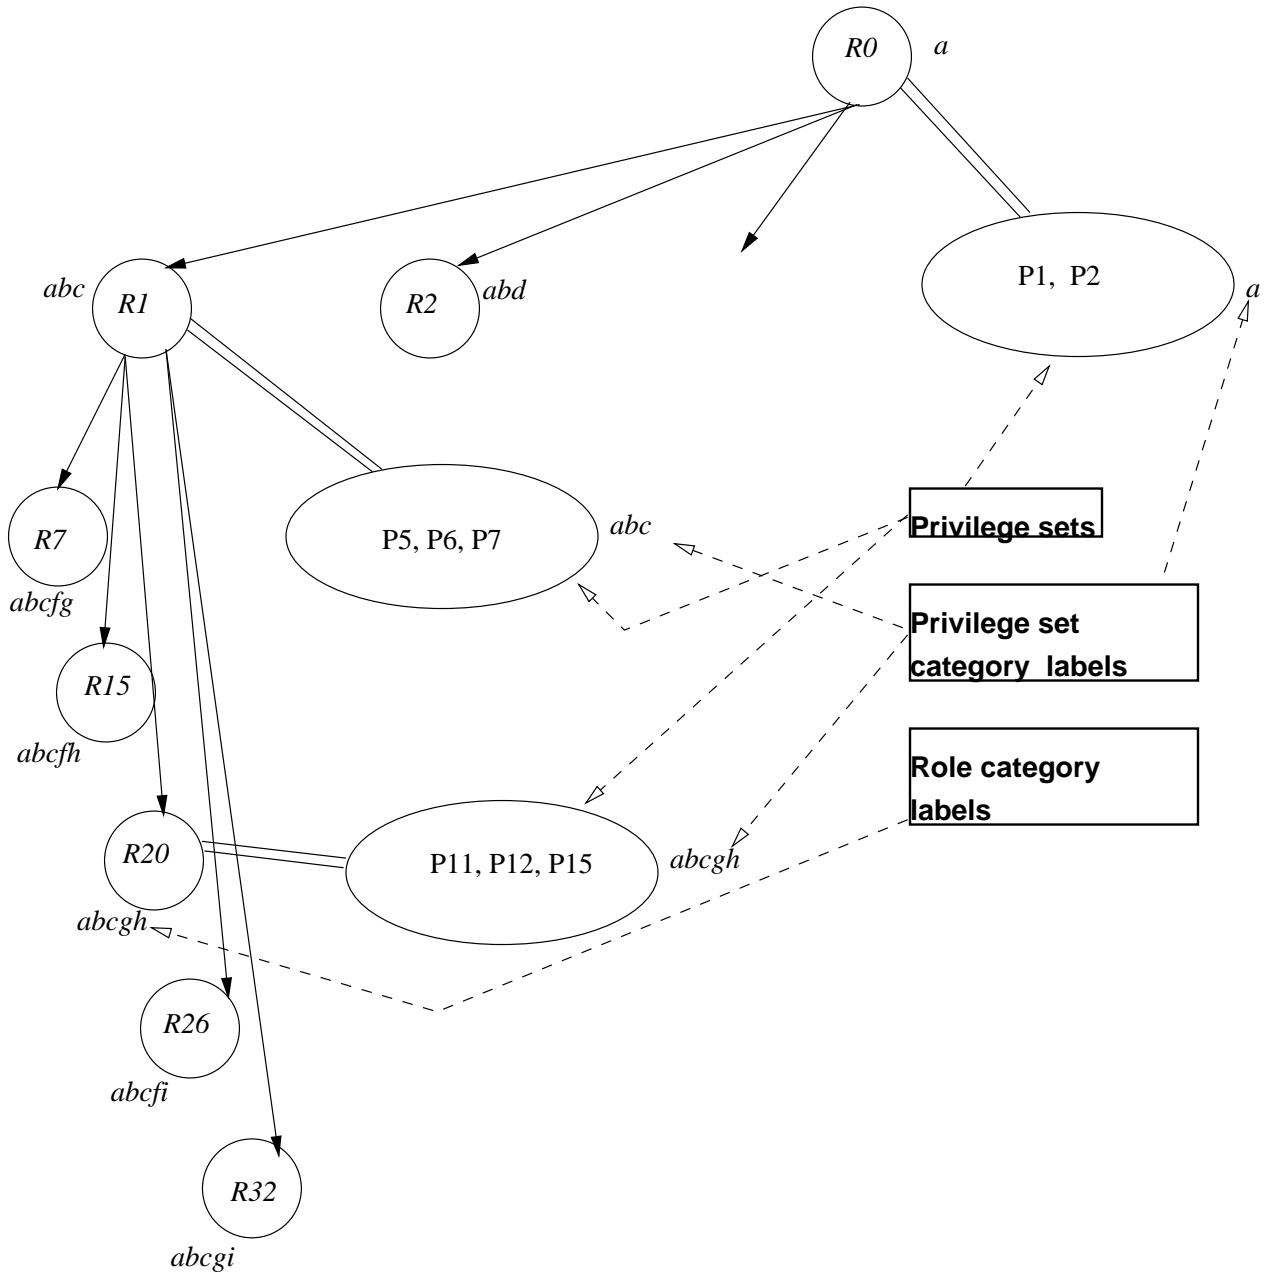 R0
a
P1, P2
a
abc
R1
R2
abd
R7
abcfg
P5, P6, P7
abc
Privilege sets
Privilege set
category labels
R15
abcfh
Role category
labels
R20
abcgh
P11, P12, P15
abcgh
R26
abcfi
R32
abcgi